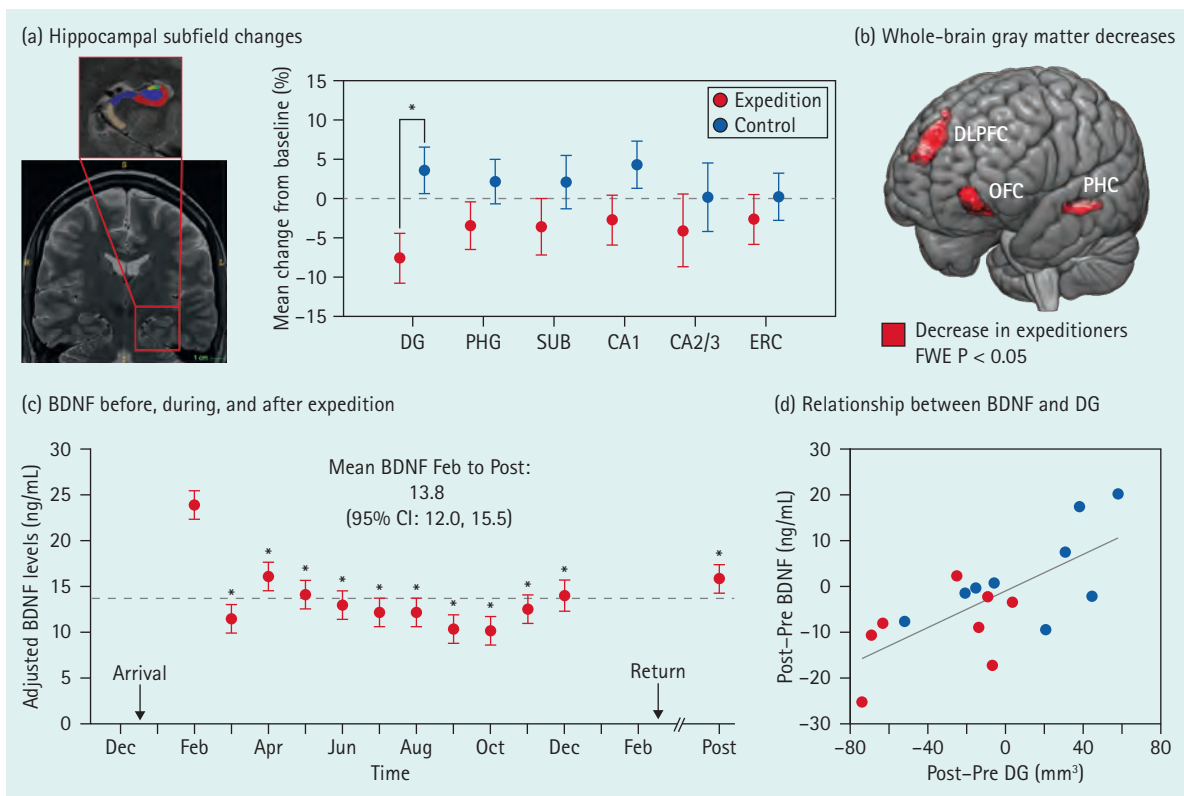 (a) Hippocampal subfield changes
S
1 cm
Mean change from baseline (%)
15
10
5
0
−5
−10
−15
*
Expedition
Control
DG PHG SUB CA1 CA2/3 ERC
(b) Whole-brain gray matter decreases
DLPFC
OFC
PHC
Decrease in expeditioners
FWE P < 0.05
(c) BDNF before, during, and after expedition
Adjusted BDNF levels (ng/mL)
30
25
20
15
10
5
0
Mean BDNF Feb to Post:
13.8
(95% CI: 12.0, 15.5)
* * * * * * * * * * *
Arrival
Return
Dec Feb Apr Jun Aug Oct Dec Feb Post
Time
(d) Relationship between BDNF and DG
Post–Pre BDNF (ng/mL)
30
20
10
0
−10
−20
−30
−80 −40 0 40 80
Post–Pre DG (mm³)